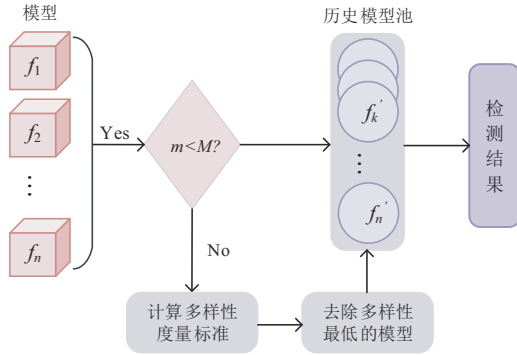 模型
历史模型池
f₁
f₂
...
fₙ
Yes
m<M?
No
fₖ′
...
fₙ′
检测结果
计算多样性
度量标准
去除多样性
最低的模型